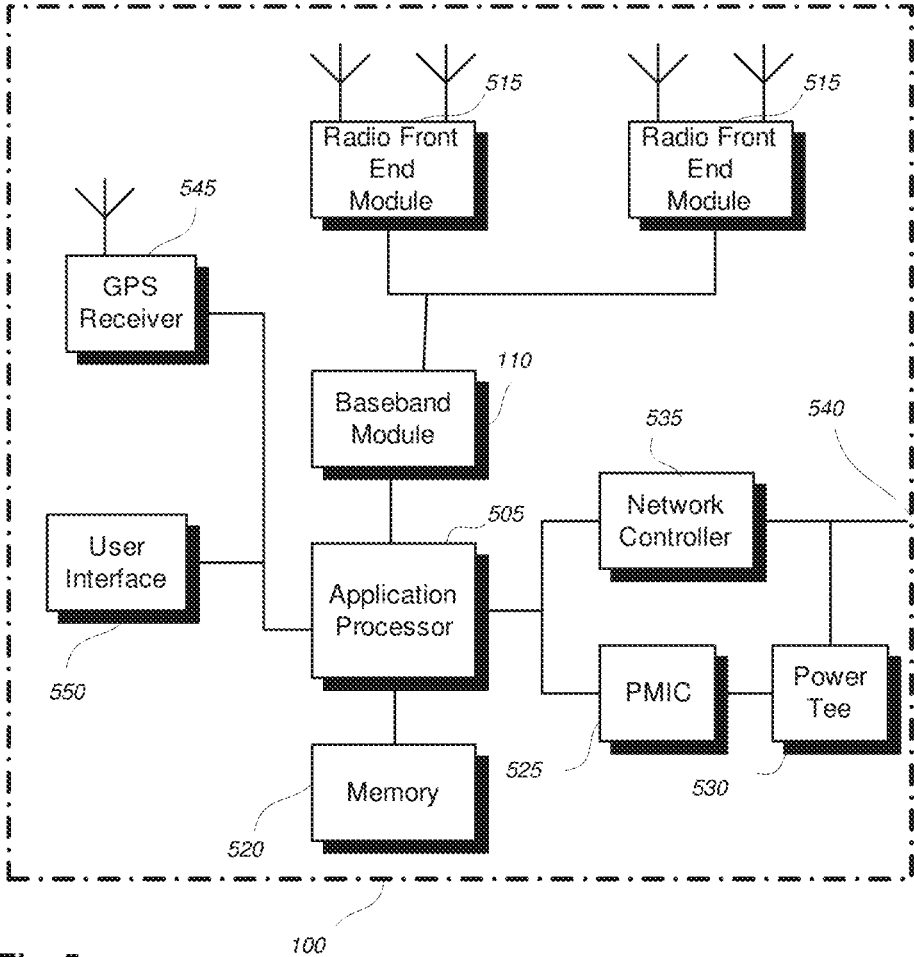 515
515
Radio Front
End
Module
Radio Front
End
Module
545
GPS
Receiver
110
Baseband
Module
535
540
Network
Controller
505
User
Interface
Application
Processor
550
PMIC
Power
Tee
525
530
Memory
520
100